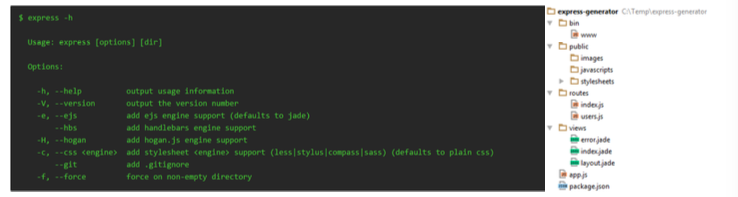 $ express -h
Usage: express [options] [dir]
Options:
-h, --help output usage information
-V, --version output the version number
-e, --ejs add ejs engine support (defaults to jade)
--hbs add handlebars engine support
-H, --hogan add hogan.js engine support
-c, --css <engine> add stylesheet <engine> support (less|stylus|compass|sass) (defaults to plain css)
--git add .gitignore
-f, --force force on non-empty directory
express-generator C:\Temp\express-generator
bin
www
public
images
javascripts
stylesheets
routes
index.js
users.js
views
error.jade
index.jade
layout.jade
app.js
package.json